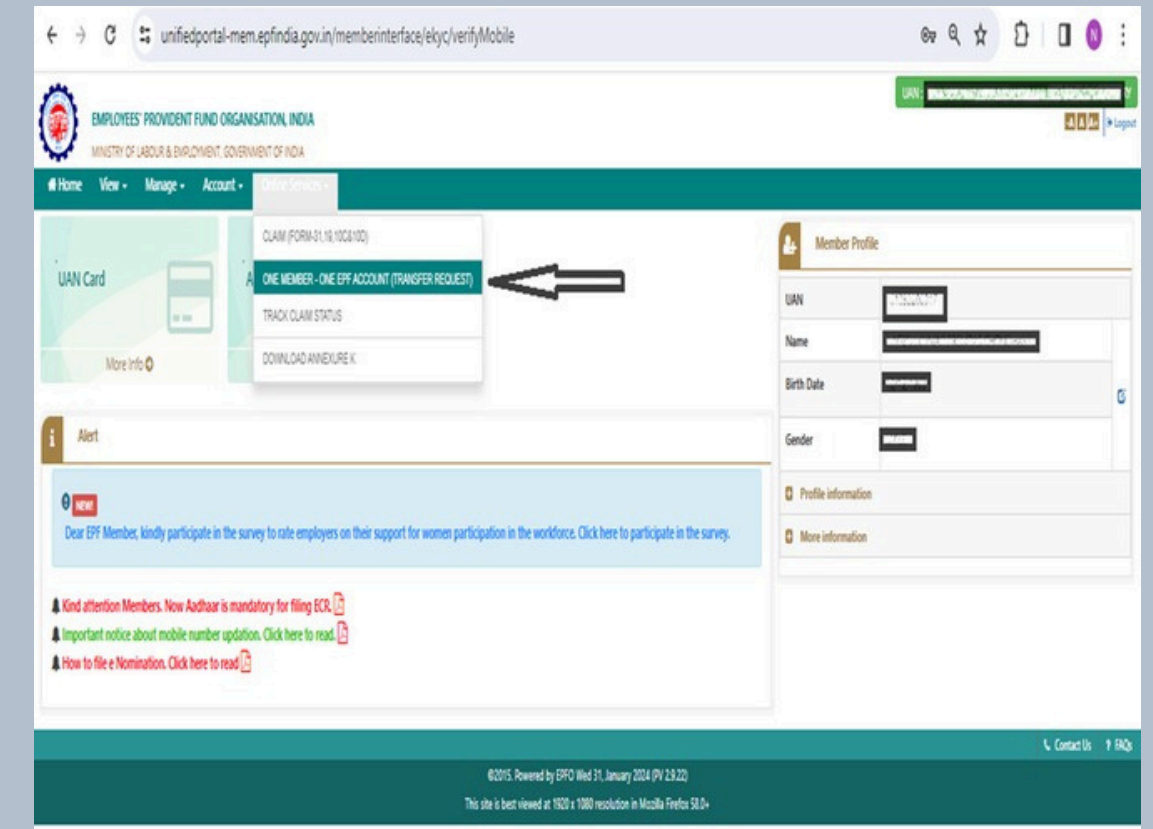 unifiedportal-mem.epfindia.gov.in/memberinterface/ekyc/verifyMobile
N
UAN :
EMPLOYEES' PROVIDENT FUND ORGANISATION, INDIA
MINISTRY OF LABOUR & EMPLOYMENT, GOVERNMENT OF INDIA
Logout
Home View Manage Account Online Services
CLAIM (FORM-31,19,10C&10D)
ONE MEMBER - ONE EPF ACCOUNT (TRANSFER REQUEST)
TRACK CLAIM STATUS
DOWNLOAD ANNEXURE K
UAN Card
More Info
Member Profile
UAN
Name
Birth Date
Gender
Profile information
More information
Alert
NEW!
Dear EPF Member, kindly participate in the survey to rate employers on their support for women participation in the workforce. Click here to participate in the survey.
Kind attention Members. Now Aadhaar is mandatory for filing ECR.
Important notice about mobile number updation. Click here to read.
How to file e Nomination. Click here to read
Contact Us ? FAQs
©2015. Powered by EPFO Wed 31, January 2024 (PV 2.9.22)
This site is best viewed at 1920 x 1080 resolution in Mozilla Firefox 58.0+